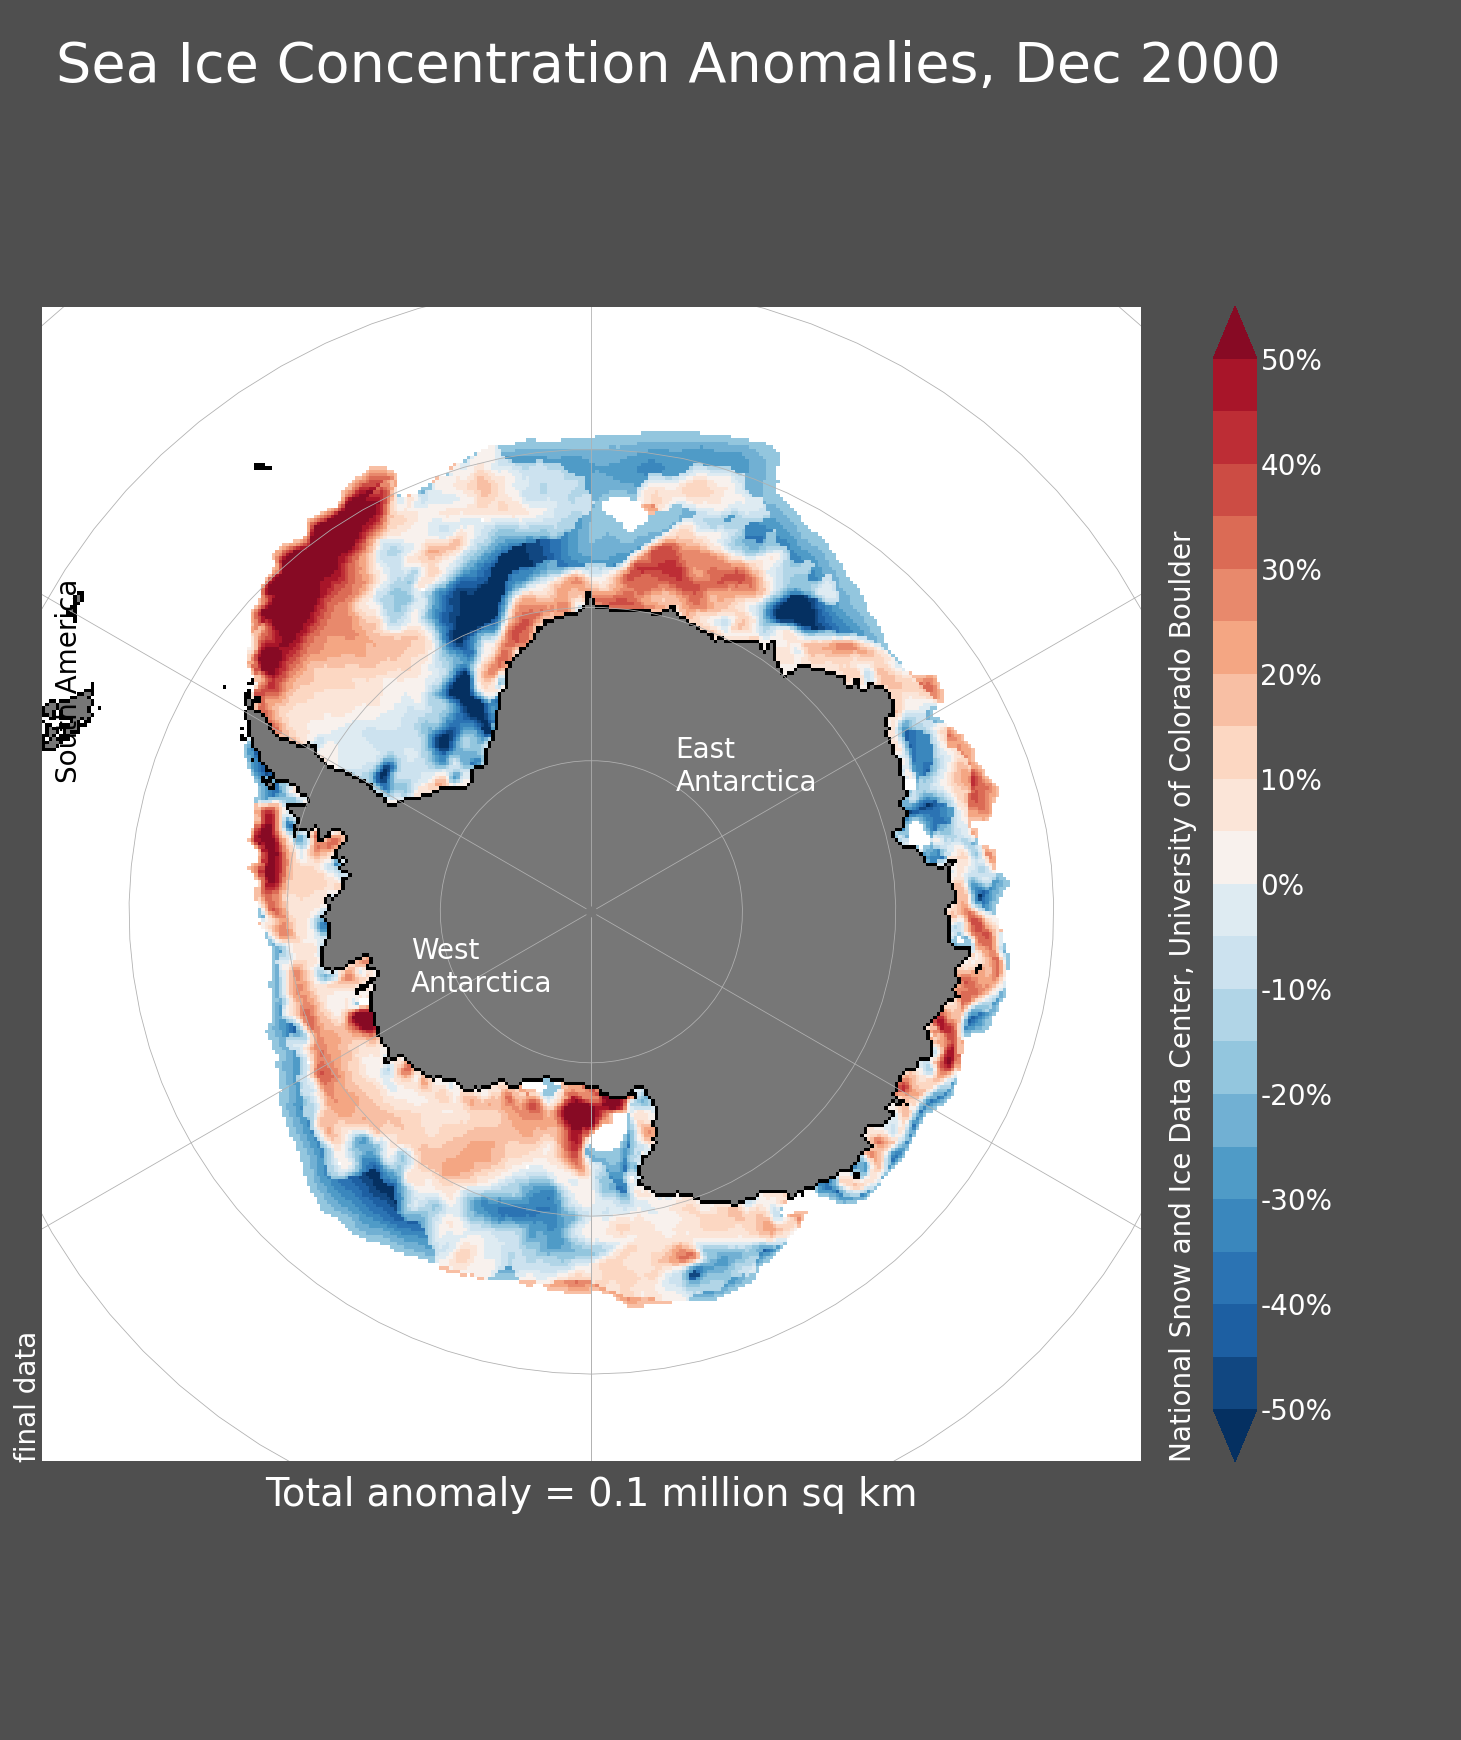 Sea Ice Concentration Anomalies, Dec 2000
South America
East
Antarctica
West
Antarctica
final data
National Snow and Ice Data Center, University of Colorado Boulder
50%
40%
30%
20%
10%
0%
-10%
-20%
-30%
-40%
-50%
Total anomaly = 0.1 million sq km